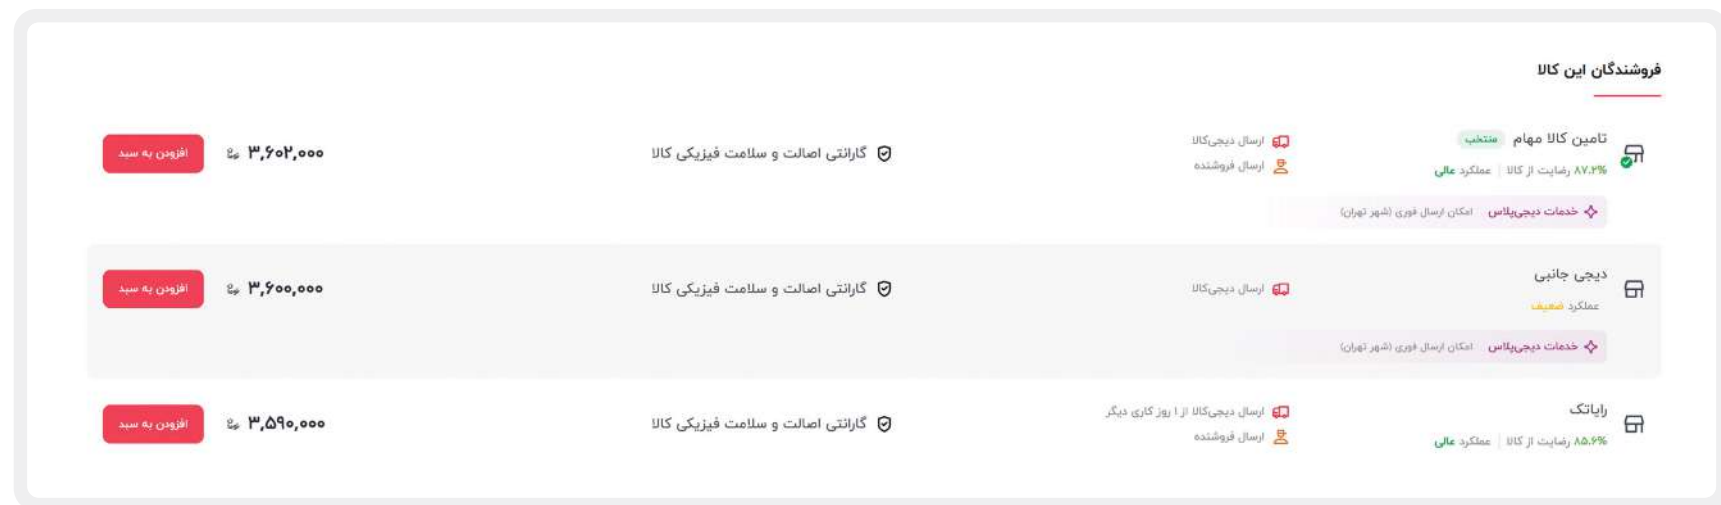 فروشندگان این کالا
تامین کالا مهام منتخب
۸۷.۲% رضایت از کالا | عملکرد عالی
خدمات دیجی‌پلاس امکان ارسال فوری (شهر تهران)
ارسال دیجی‌کالا
ارسال فروشنده
گارانتی اصالت و سلامت فیزیکی کالا
۳,۶۰۲,۰۰۰ تومان
افزودن به سبد
دیجی جانبی
عملکرد ضعیف
خدمات دیجی‌پلاس امکان ارسال فوری (شهر تهران)
ارسال دیجی‌کالا
گارانتی اصالت و سلامت فیزیکی کالا
۳,۶۰۰,۰۰۰ تومان
افزودن به سبد
رایاتک
۸۵.۶% رضایت از کالا | عملکرد عالی
ارسال دیجی‌کالا از ۱ روز کاری دیگر
ارسال فروشنده
گارانتی اصالت و سلامت فیزیکی کالا
۳,۵۹۰,۰۰۰ تومان
افزودن به سبد